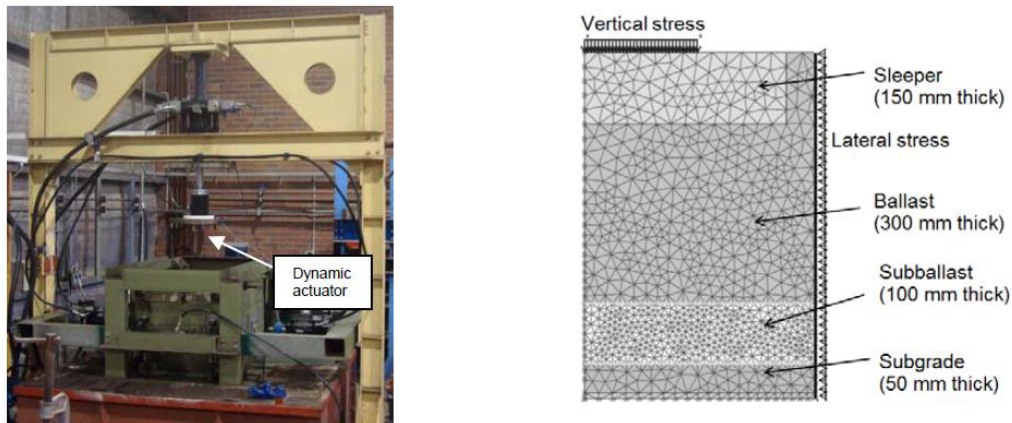 Dynamic
actuator
Vertical stress
Sleeper
(150 mm thick)
Lateral stress
Ballast
(300 mm thick)
Subballast
(100 mm thick)
Subgrade
(50 mm thick)